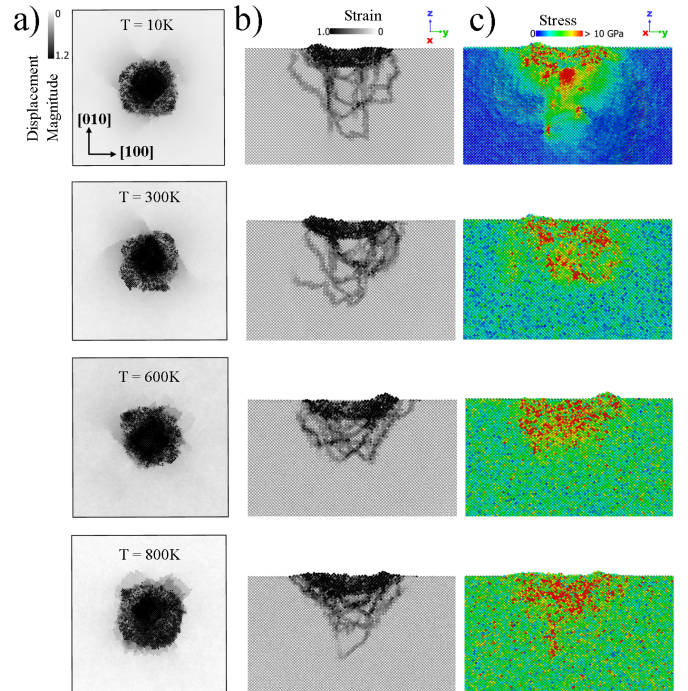 a)
0
1.2
Displacement
Magnitude
T = 10K
[010]
[100]
T = 300K
T = 600K
T = 800K
b)
Strain
1.0 0
z
y
x
c)
Stress
0 > 10 GPa
z
y
x